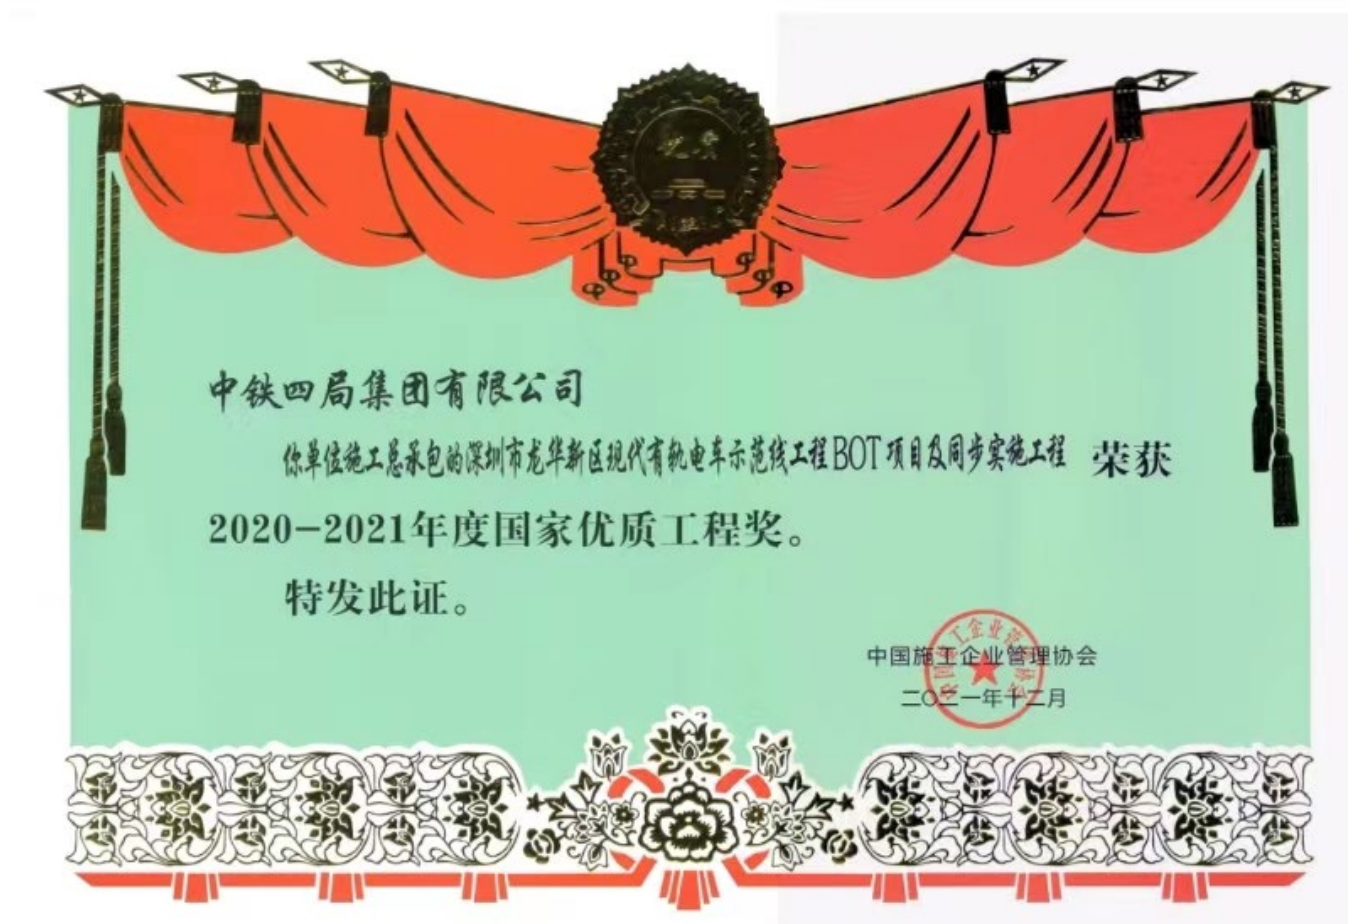 中铁四局集团有限公司
你单位施工总承包的深圳市龙华新区现代有轨电车示范线工程BOT项目及同步实施工程 荣获
2020-2021年度国家优质工程奖。
特发此证。
中国施工企业管理协会
二〇二一年十二月